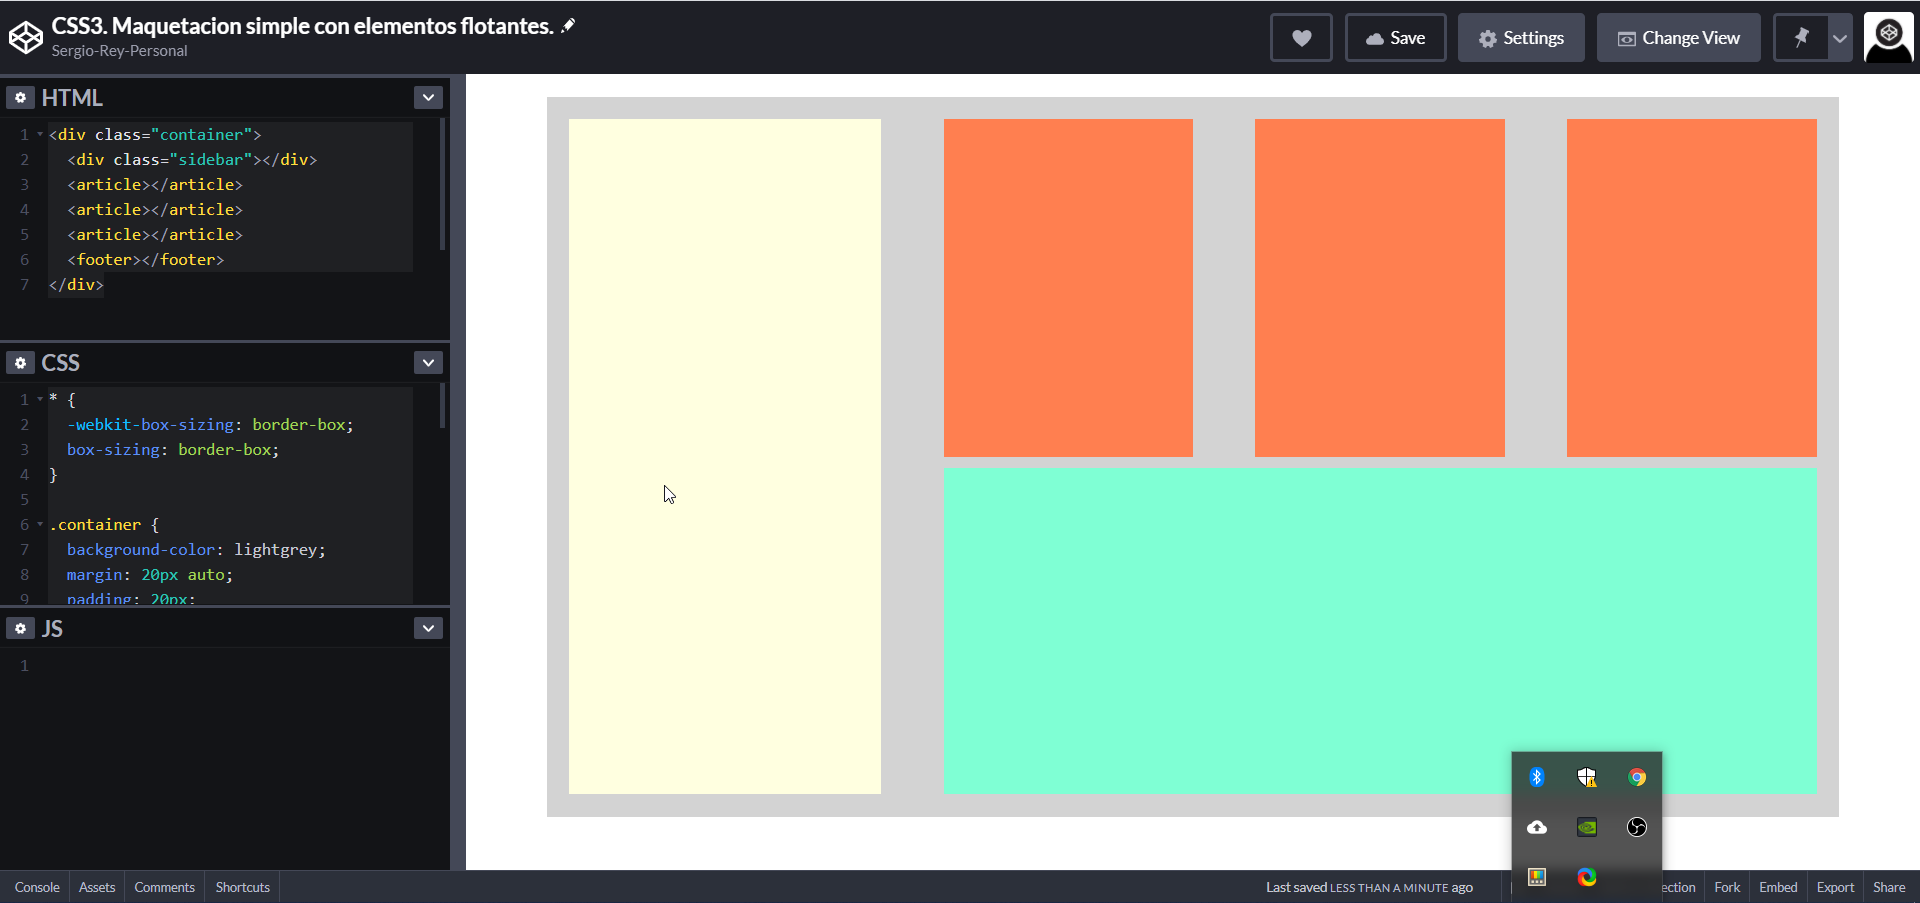 CSS3. Maquetacion simple con elementos flotantes.
Sergio-Rey-Personal
Save
Settings
Change View
HTML
1 <div class="container">
2 <div class="sidebar"></div>
3 <article></article>
4 <article></article>
5 <article></article>
6 <footer></footer>
7 </div>
CSS
1 * {
2 -webkit-box-sizing: border-box;
3 box-sizing: border-box;
4 }
5
6 .container {
7 background-color: lightgrey;
8 margin: 20px auto;
9 padding: 20px;
JS
1
Console
Assets
Comments
Shortcuts
Last saved LESS THAN A MINUTE ago
ection
Fork
Embed
Export
Share